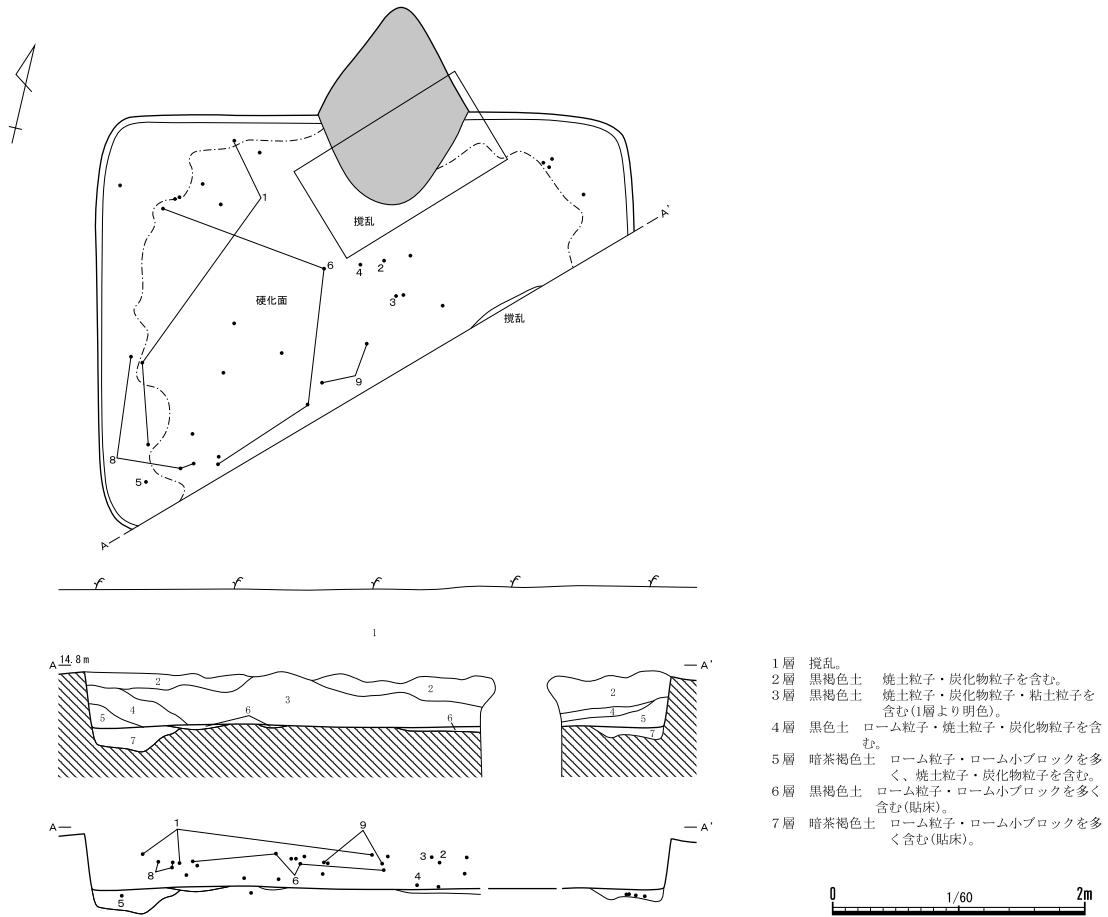 1
撹乱
A'
6
4
2
3
硬化面
撹乱
9
8
5
A
1
A 14.8m A'
2
2
2
3
4
4
5
5
6
6
7
7
1層 撹乱。
2層 黒褐色土 焼土粒子・炭化物粒子を含む。
3層 黒褐色土 焼土粒子・炭化物粒子・粘土粒子を
含む(1層より明色)。
4層 黒色土 ローム粒子・焼土粒子・炭化物粒子を含
む。
5層 暗茶褐色土 ローム粒子・ローム小ブロックを多
く、焼土粒子・炭化物粒子を含む。
6層 黒褐色土 ローム粒子・ローム小ブロックを多く
含む(貼床)。
7層 暗茶褐色土 ローム粒子・ローム小ブロックを多
く含む(貼床)。
A A'
1
9
3 2
8
6
4
5
0 1/60 2m